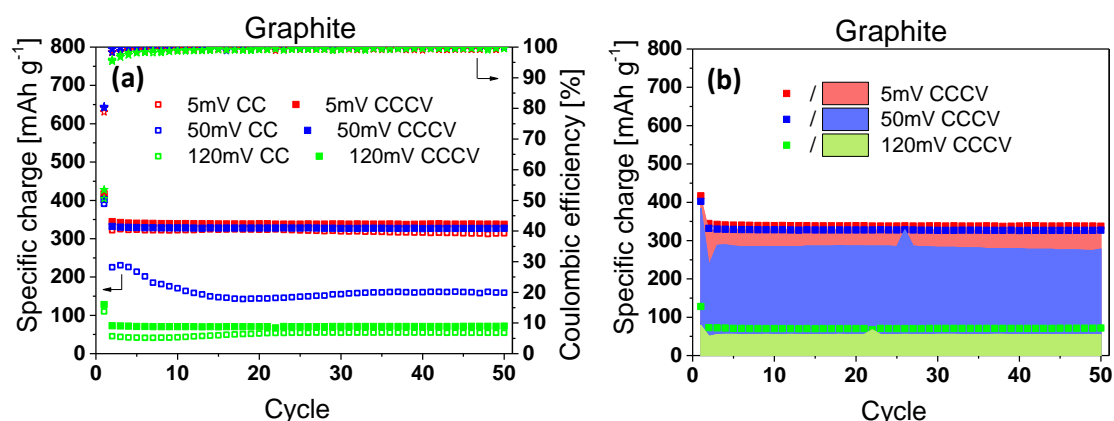 Graphite
(a)
5mV CC 5mV CCCV
50mV CC 50mV CCCV
120mV CC 120mV CCCV
Specific charge [mAh g⁻¹]
800
700
600
500
400
300
200
100
0
Coulombic efficiency [%]
100
90
80
70
60
50
40
30
20
10
0
0 10 20 30 40 50
Cycle
Graphite
(b)
/ 5mV CCCV
/ 50mV CCCV
/ 120mV CCCV
Specific charge [mAh g⁻¹]
800
700
600
500
400
300
200
100
0
0 10 20 30 40 50
Cycle